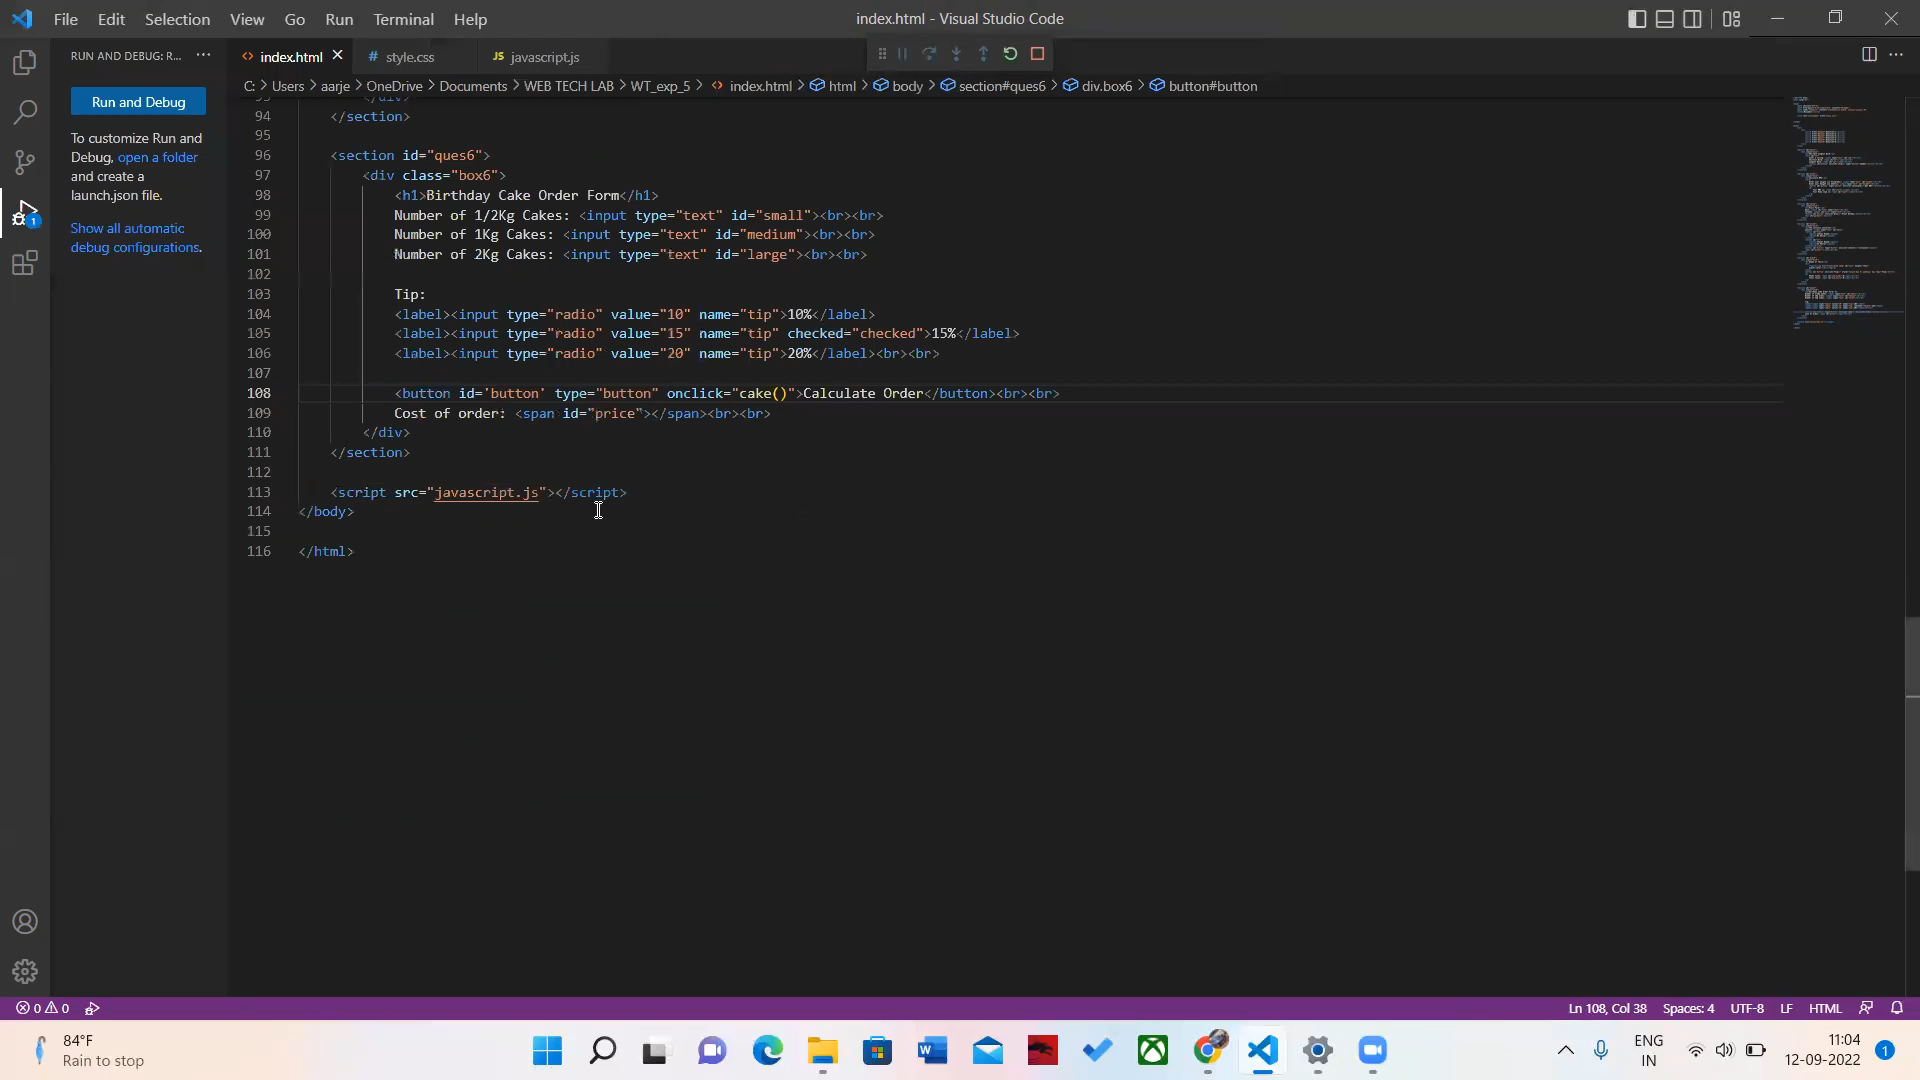 File Edit Selection View Go Run Terminal Help
index.html - Visual Studio Code
RUN AND DEBUG: R... ...
index.html
# style.css
JS javascript.js
C: > Users > aarje > OneDrive > Documents > WEB TECH LAB > WT_exp_5 > index.html > html > body > section#ques6 > div.box6 > button#button
Run and Debug
To customize Run and
Debug, open a folder
and create a
launch.json file.
Show all automatic
debug configurations.
1
93 </div>
94 </section>
95
96 <section id="ques6">
97 <div class="box6">
98 <h1>Birthday Cake Order Form</h1>
99 Number of 1/2Kg Cakes: <input type="text" id="small"><br><br>
100 Number of 1Kg Cakes: <input type="text" id="medium"><br><br>
101 Number of 2Kg Cakes: <input type="text" id="large"><br><br>
102
103 Tip:
104 <label><input type="radio" value="10" name="tip">10%</label>
105 <label><input type="radio" value="15" name="tip" checked="checked">15%</label>
106 <label><input type="radio" value="20" name="tip">20%</label><br><br>
107
108 <button id='button' type="button" onclick="cake()">Calculate Order</button><br><br>
109 Cost of order: <span id="price"></span><br><br>
110 </div>
111 </section>
112
113 <script src="javascript.js"></script>
114 </body>
115
116 </html>
0 0
Ln 108, Col 38 Spaces: 4 UTF-8 LF HTML
84°F
Rain to stop
ENG
IN
11:04
12-09-2022
1